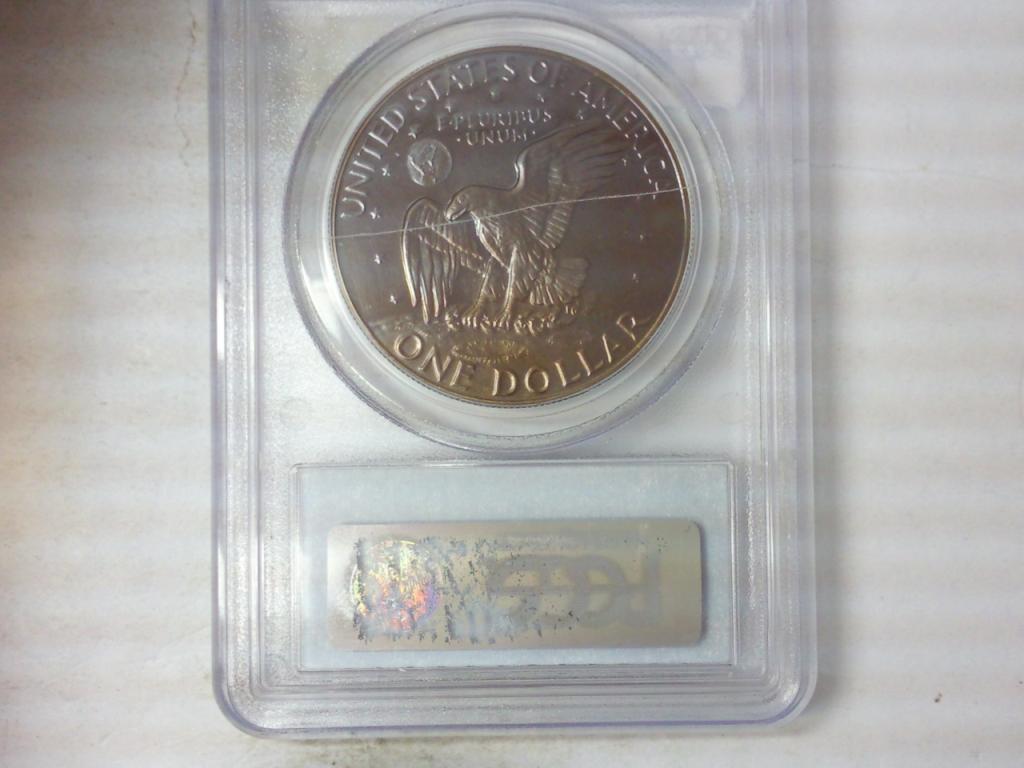 UNITED STATES OF AMERICA
E·PLURIBUS
·UNUM·
ONE DOLLAR